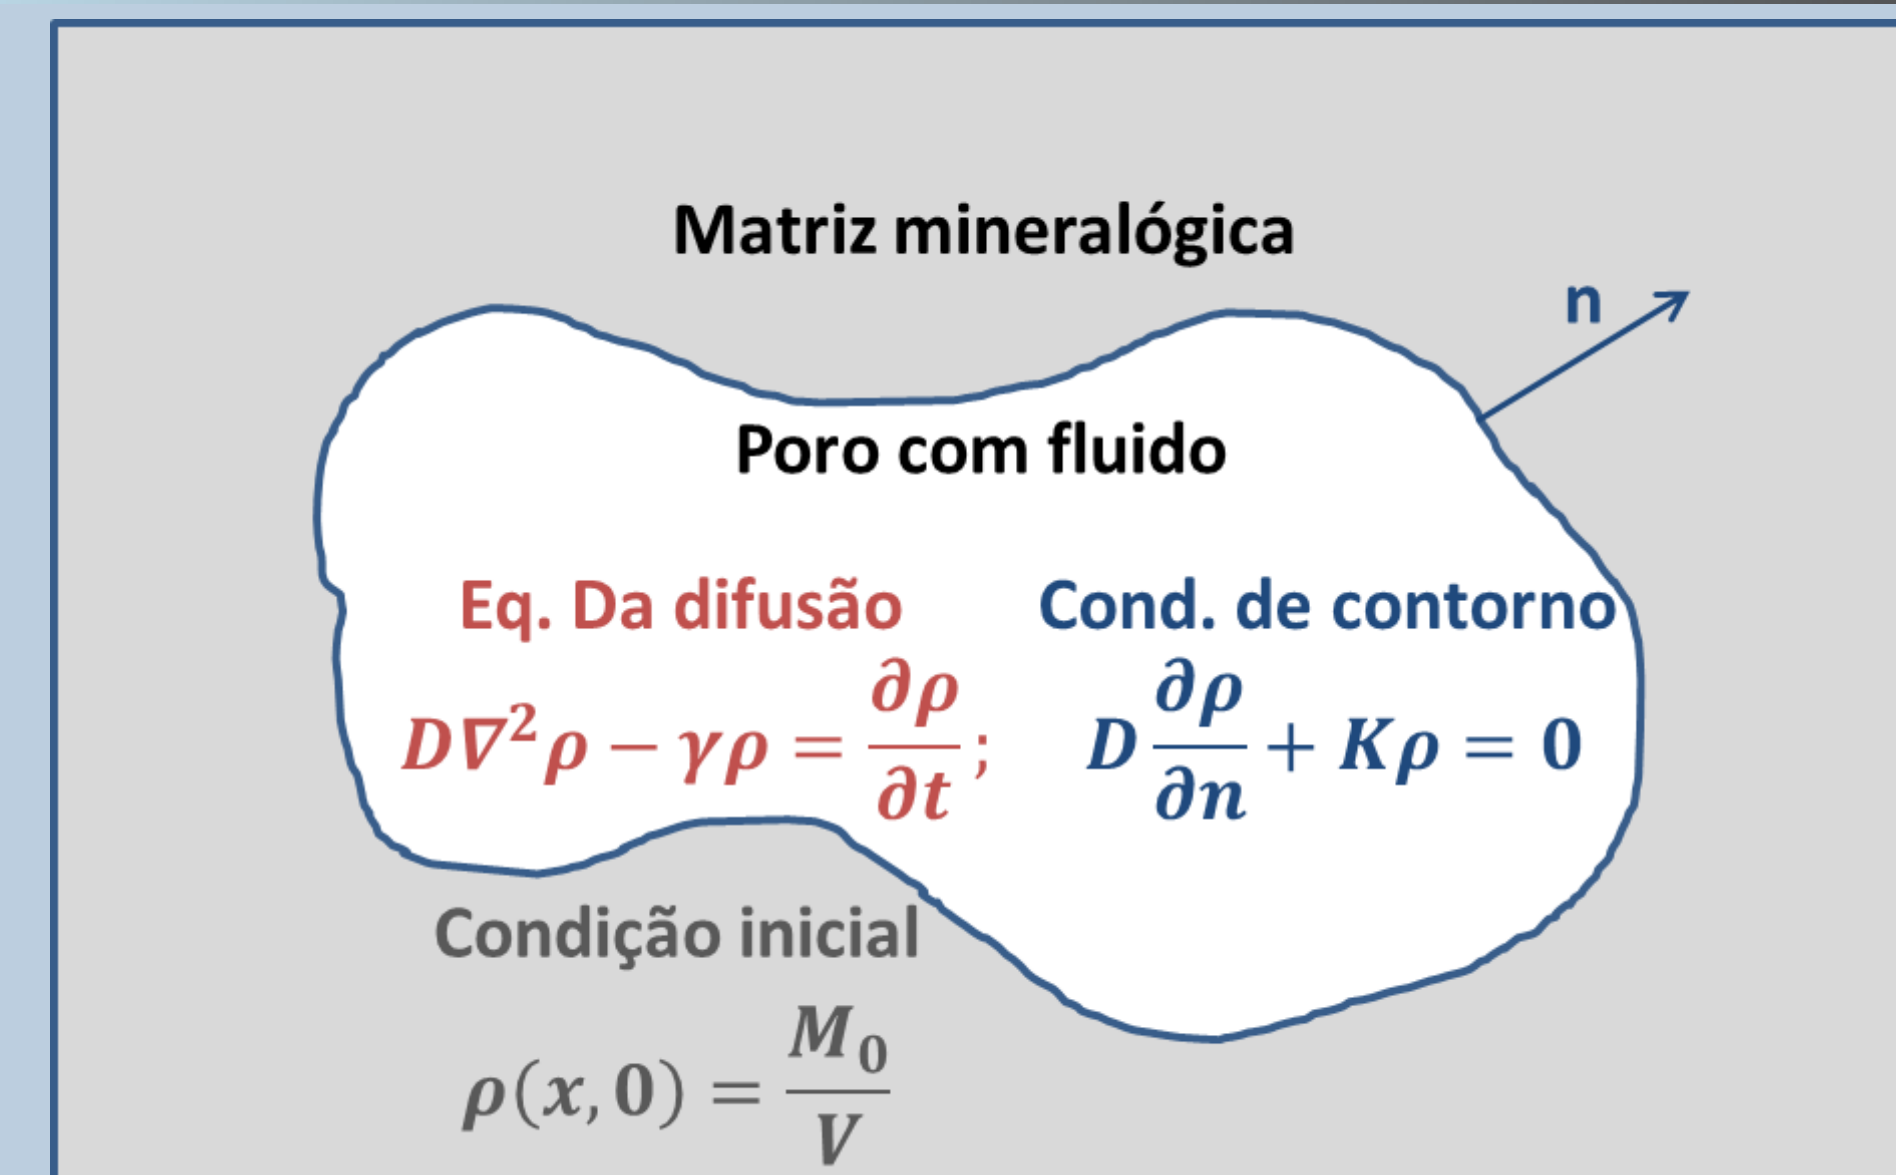 Matriz mineralógica
n
Poro com fluido
Eq. Da difusão
D∇²ρ − γρ = ∂ρ/∂t;
Cond. de contorno
D ∂ρ/∂n + Kρ = 0
Condição inicial
ρ(x, 0) = M₀/V